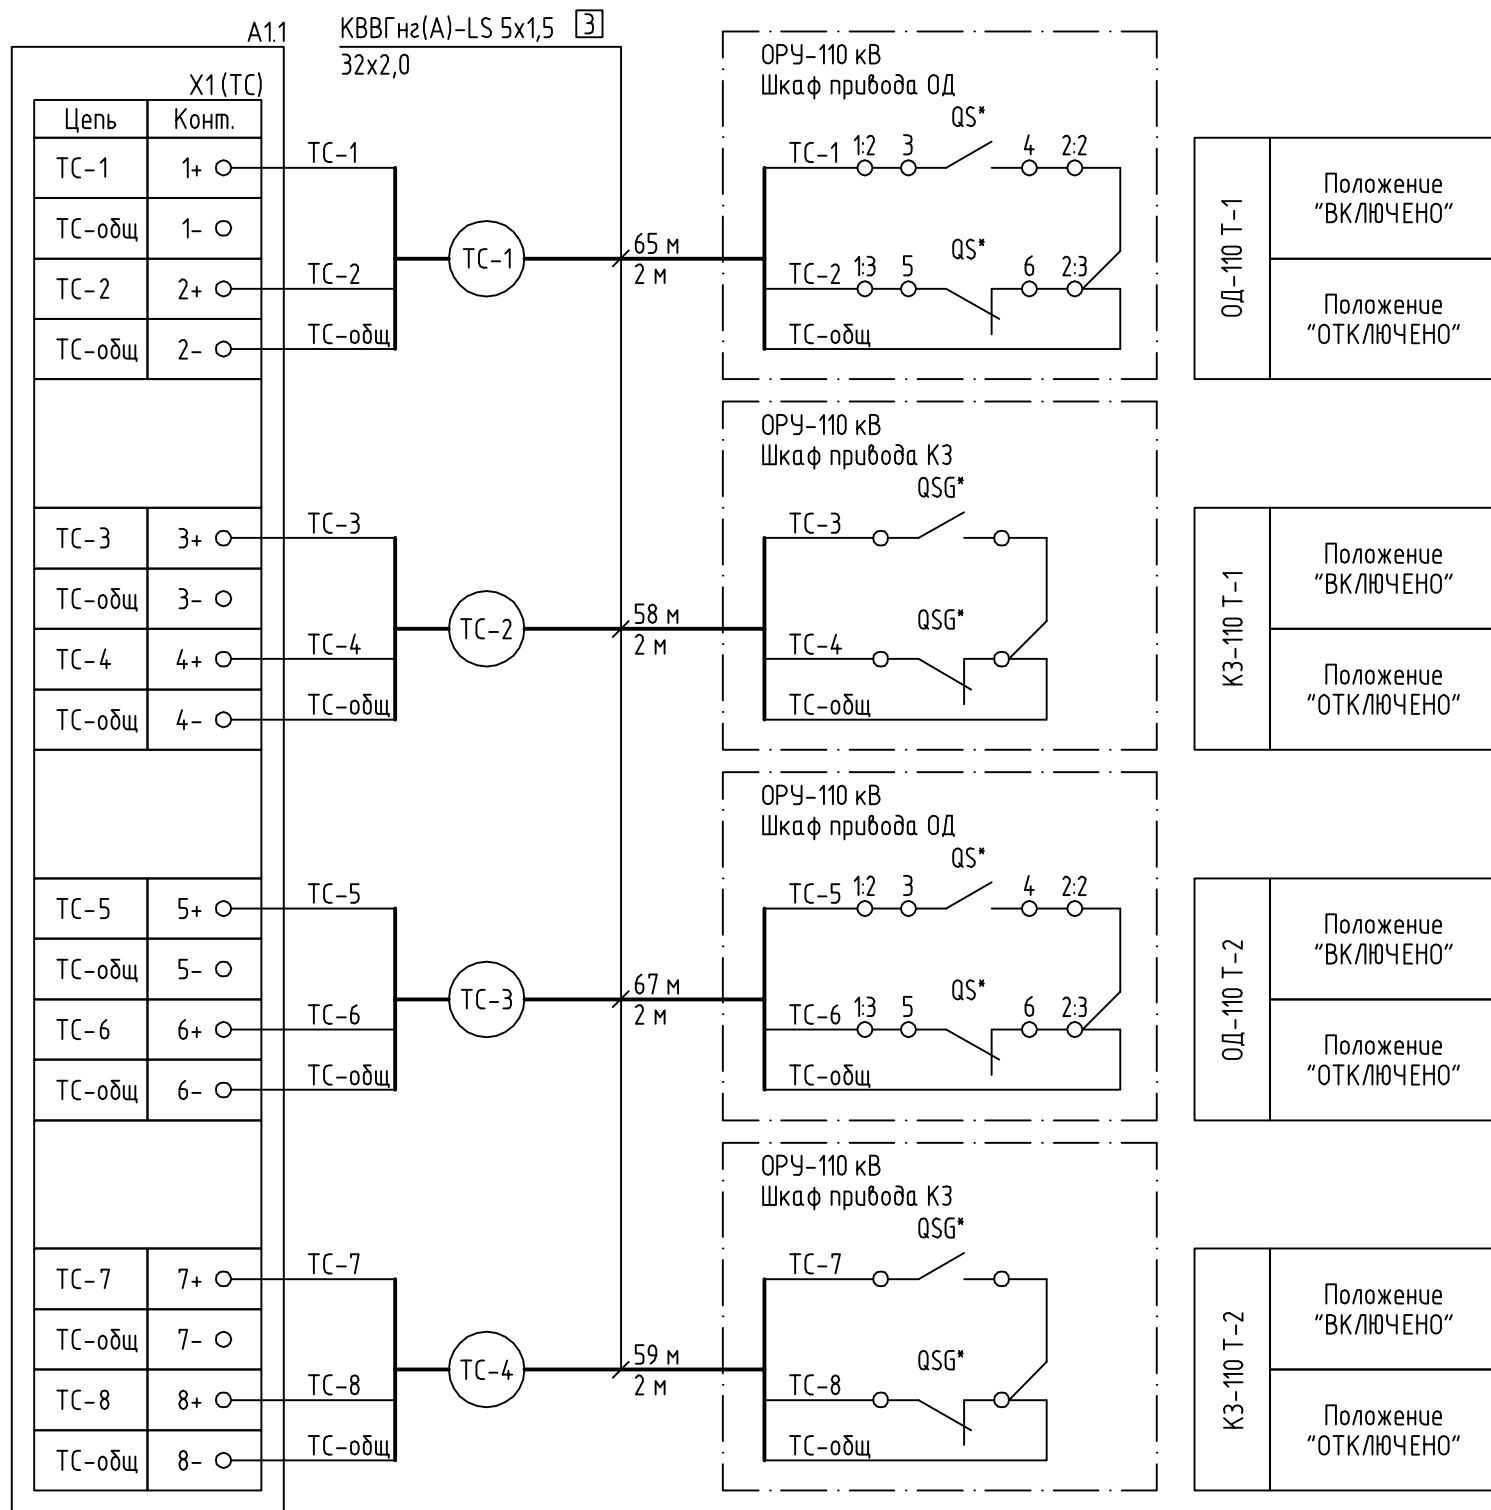 А1.1
КВВГнг(А)-LS 5х1,5 3
32х2,0
Х1 (ТС)
Цепь Конт.
ТС-1 1+
ТС-общ 1-
ТС-2 2+
ТС-общ 2-
ТС-1
ТС-2
ТС-общ
ТС-1
65 м
2 м
ОРУ-110 кВ
Шкаф привода ОД
QS*
ТС-1 1:2 3 4 2:2
QS*
ТС-2 1:3 5 6 2:3
ТС-общ
ОД-110 Т-1
Положение
"ВКЛЮЧЕНО"
Положение
"ОТКЛЮЧЕНО"
ТС-3 3+
ТС-общ 3-
ТС-4 4+
ТС-общ 4-
ТС-3
ТС-4
ТС-общ
ТС-2
58 м
2 м
ОРУ-110 кВ
Шкаф привода КЗ
QSG*
ТС-3
QSG*
ТС-4
ТС-общ
КЗ-110 Т-1
Положение
"ВКЛЮЧЕНО"
Положение
"ОТКЛЮЧЕНО"
ТС-5 5+
ТС-общ 5-
ТС-6 6+
ТС-общ 6-
ТС-5
ТС-6
ТС-общ
ТС-3
67 м
2 м
ОРУ-110 кВ
Шкаф привода ОД
QS*
ТС-5 1:2 3 4 2:2
QS*
ТС-6 1:3 5 6 2:3
ТС-общ
ОД-110 Т-2
Положение
"ВКЛЮЧЕНО"
Положение
"ОТКЛЮЧЕНО"
ТС-7 7+
ТС-общ 7-
ТС-8 8+
ТС-общ 8-
ТС-7
ТС-8
ТС-общ
ТС-4
59 м
2 м
ОРУ-110 кВ
Шкаф привода КЗ
QSG*
ТС-7
QSG*
ТС-8
ТС-общ
КЗ-110 Т-2
Положение
"ВКЛЮЧЕНО"
Положение
"ОТКЛЮЧЕНО"